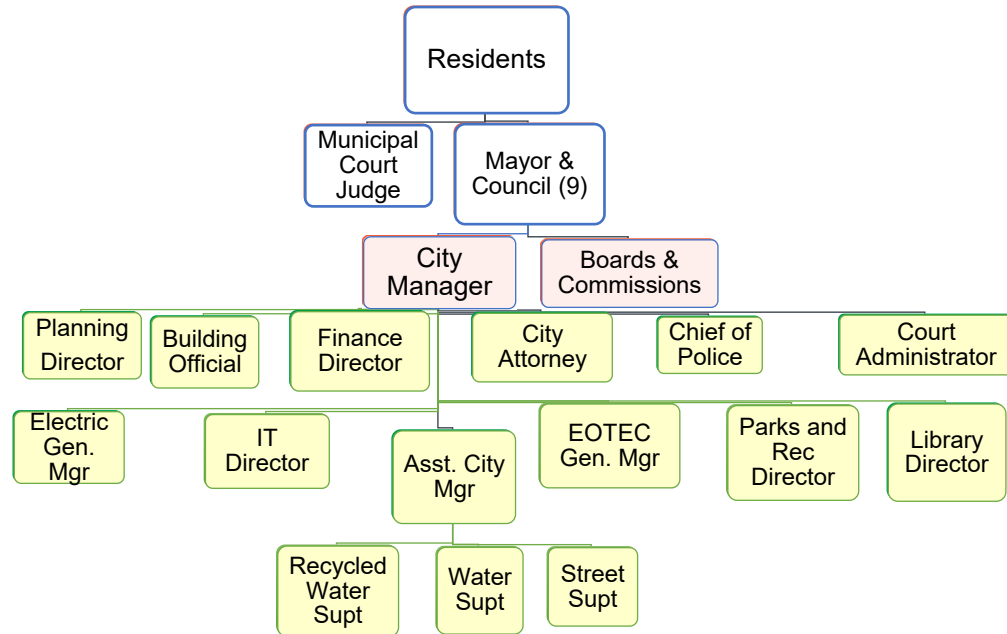 Residents
Municipal
Court
Judge
Mayor &
Council (9)
City
Manager
Boards &
Commissions
Planning
Director
Building
Official
Finance
Director
City
Attorney
Chief of
Police
Court
Administrator
Electric
Gen.
Mgr
IT
Director
Asst. City
Mgr
EOTEC
Gen. Mgr
Parks and
Rec
Director
Library
Director
Recycled
Water
Supt
Water
Supt
Street
Supt